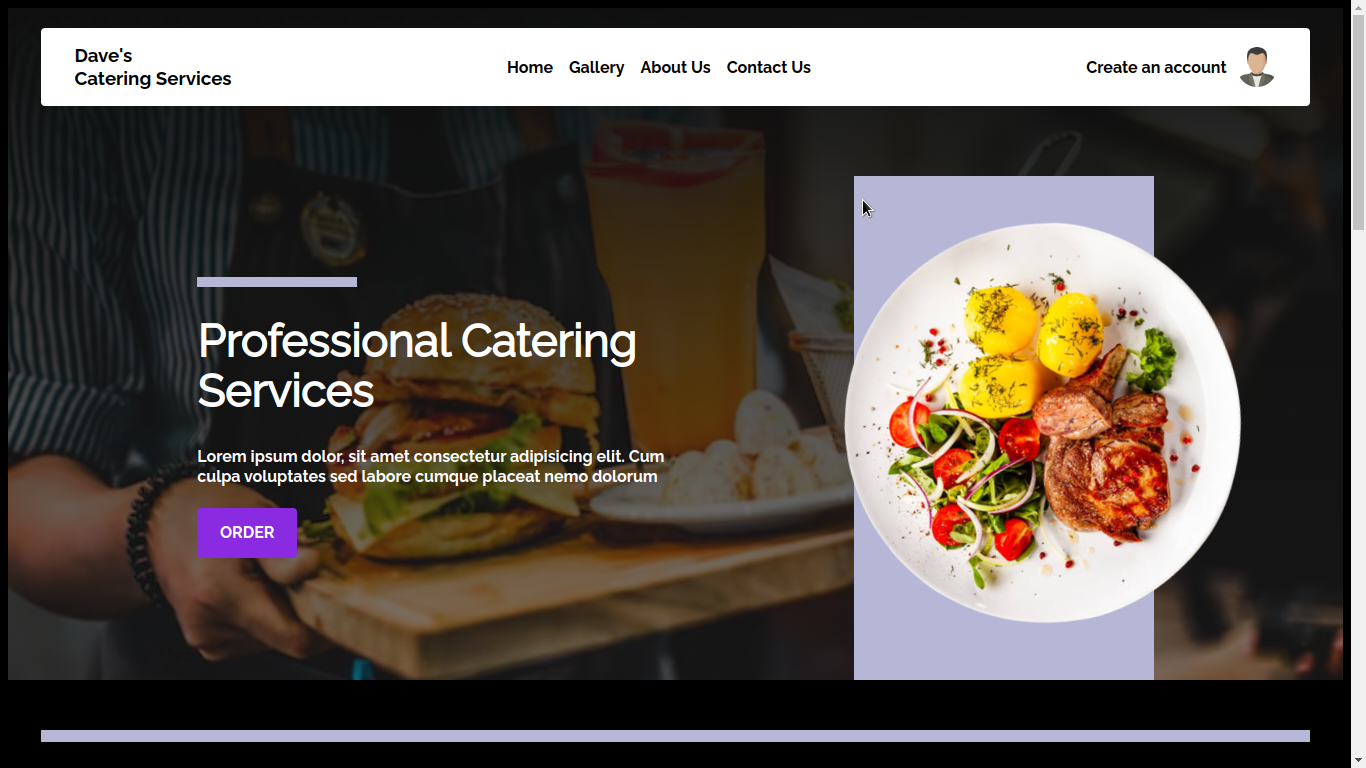 Dave's
Catering Services
Home Gallery About Us Contact Us
Create an account
Professional Catering
Services
Lorem ipsum dolor, sit amet consectetur adipisicing elit. Cum
culpa voluptates sed labore cumque placeat nemo dolorum
ORDER